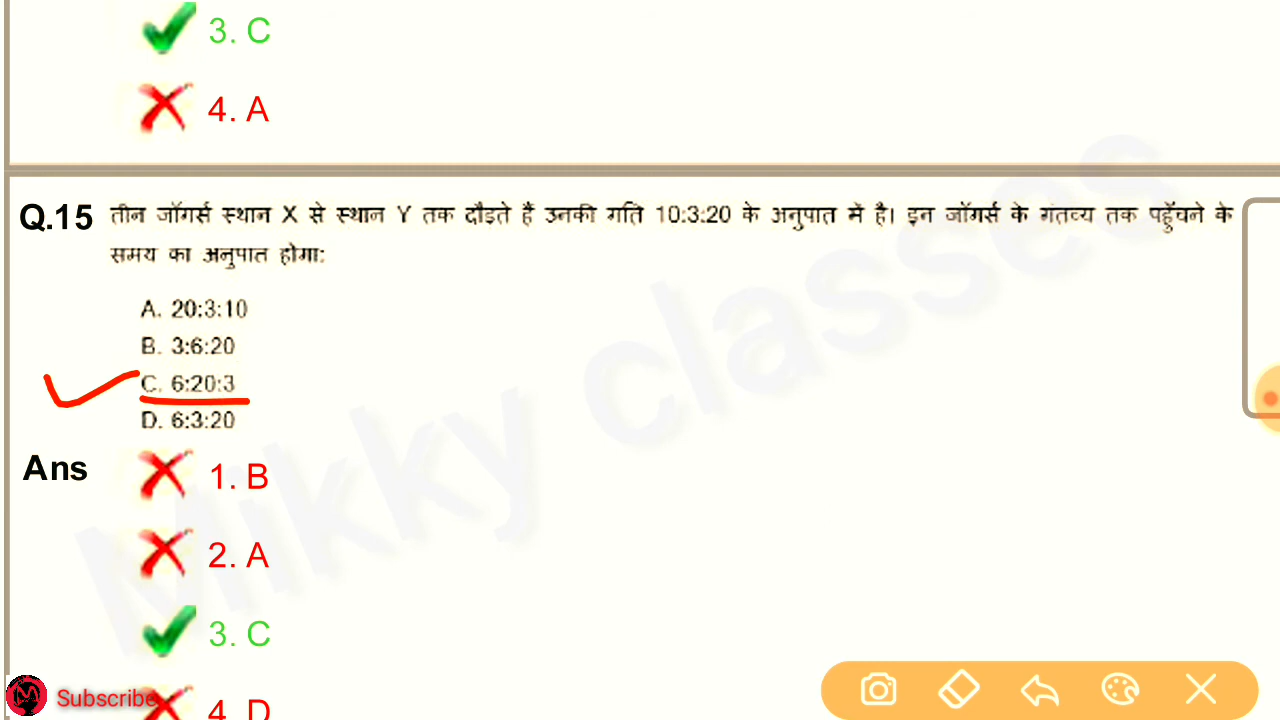 3. C
4. A
Q.15 तीन जॉगर्स स्थान X से स्थान Y तक दौड़ते हैं उनकी गति 10:3:20 के अनुपात में है। इन जॉगर्स के गंतव्य तक पहुँचने के
समय का अनुपात होगा:
A. 20:3:10
B. 3:6:20
C. 6:20:3
D. 6:3:20
Ans
1. B
2. A
3. C
4. D
Subscribe
Mikky classes